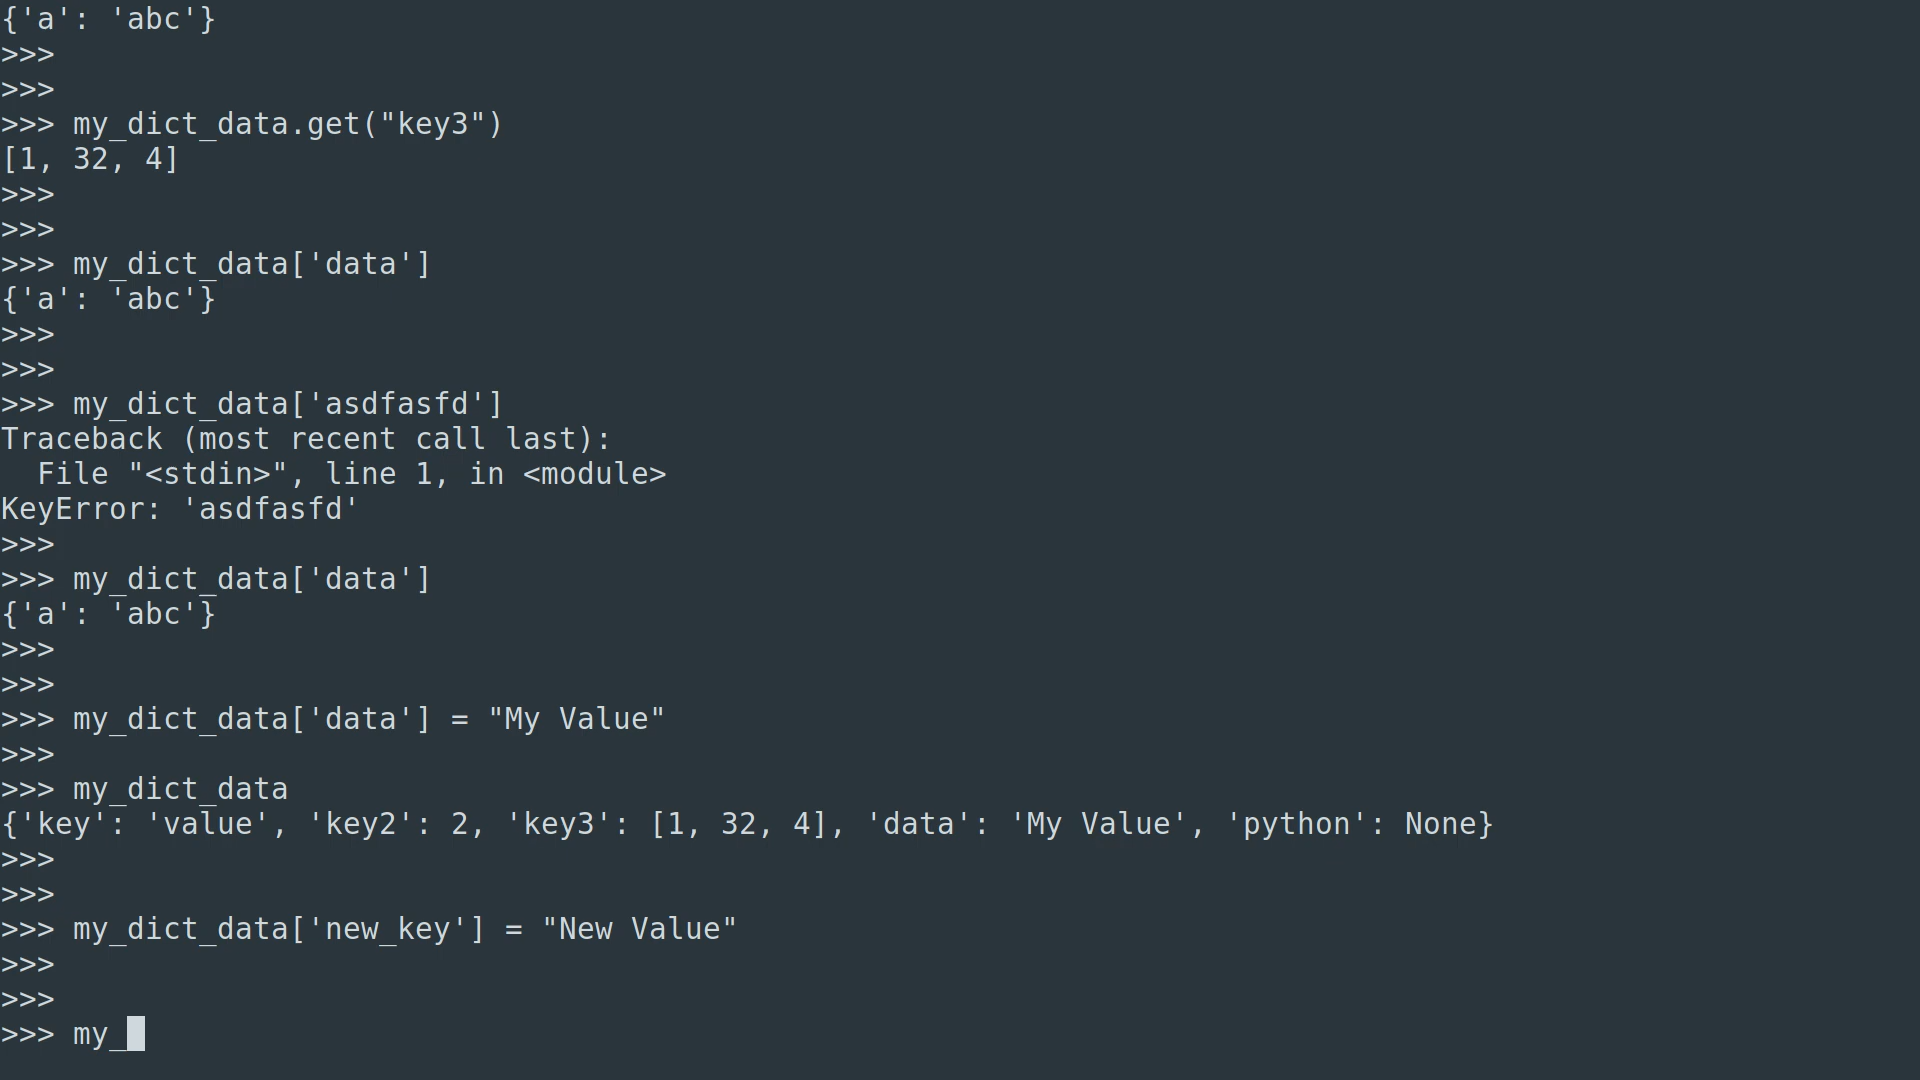 {'a': 'abc'}
>>>
>>>
>>> my_dict_data.get("key3")
[1, 32, 4]
>>>
>>>
>>> my_dict_data['data']
{'a': 'abc'}
>>>
>>>
>>> my_dict_data['asdfasfd']
Traceback (most recent call last):
  File "<stdin>", line 1, in <module>
KeyError: 'asdfasfd'
>>>
>>> my_dict_data['data']
{'a': 'abc'}
>>>
>>>
>>> my_dict_data['data'] = "My Value"
>>>
>>> my_dict_data
{'key': 'value', 'key2': 2, 'key3': [1, 32, 4], 'data': 'My Value', 'python': None}
>>>
>>>
>>> my_dict_data['new_key'] = "New Value"
>>>
>>>
>>> my_